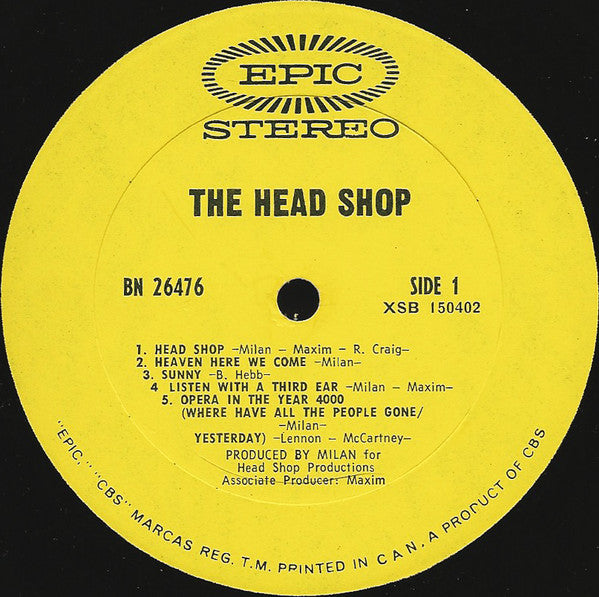 EPIC
STEREO
THE HEAD SHOP
BN 26476
SIDE 1
XSB 150402
1. HEAD SHOP –Milan – Maxim – R. Craig–
2. HEAVEN HERE WE COME –Milan–
3. SUNNY –B. Hebb–
4 LISTEN WITH A THIRD EAR –Milan – Maxim–
5. OPERA IN THE YEAR 4000
(WHERE HAVE ALL THE PEOPLE GONE/
–Milan–
YESTERDAY) –Lennon – McCartney–
PRODUCED BY MILAN for
Head Shop Productions
Associate Producer: Maxim
"EPIC," "CBS" MARCAS REG. T.M. PRINTED IN CAN. A PRODUCT OF CBS